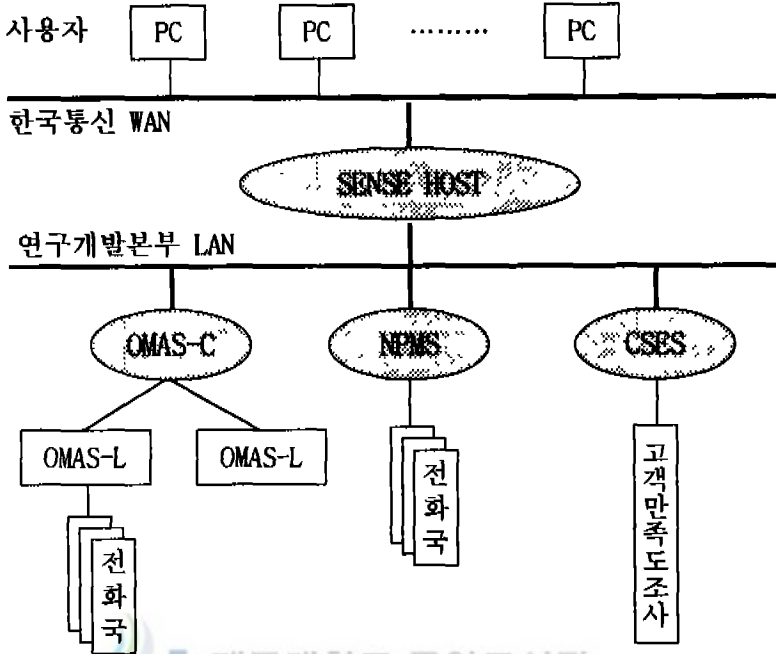 사용자 PC PC ········· PC
한국통신 WAN
SENSE HOST
연구개발본부 LAN
OMAS-C NPMS CSES
OMAS-L OMAS-L
전화국
전화국
고객만족도조사